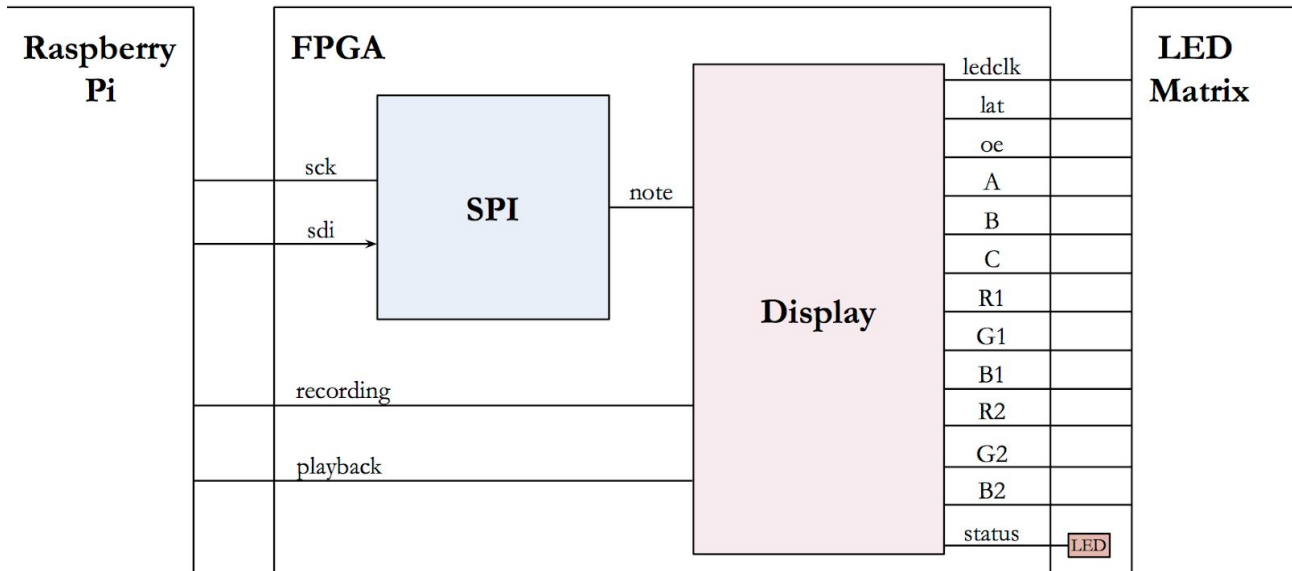 Raspberry
Pi
FPGA
LED
Matrix
sck
sdi
SPI
note
recording
playback
Display
ledclk
lat
oe
A
B
C
R1
G1
B1
R2
G2
B2
status
LED